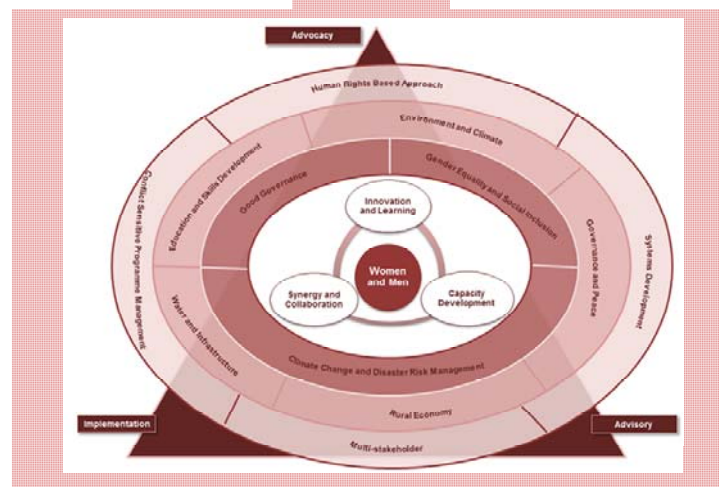 Advocacy
Human Rights Based Approach
Environment and Climate
Education and Skills Development
Good Governance
Gender Equality and Social Inclusion
Conflict Sensitive Programme Management
Innovation
and Learning
Governance and Peace
Systems Development
Women
and Men
Synergy and
Collaboration
Capacity
Development
Water and Infrastructure
Climate Change and Disaster Risk Management
Rural Economy
Implementation
Advisory
Multi-stakeholder